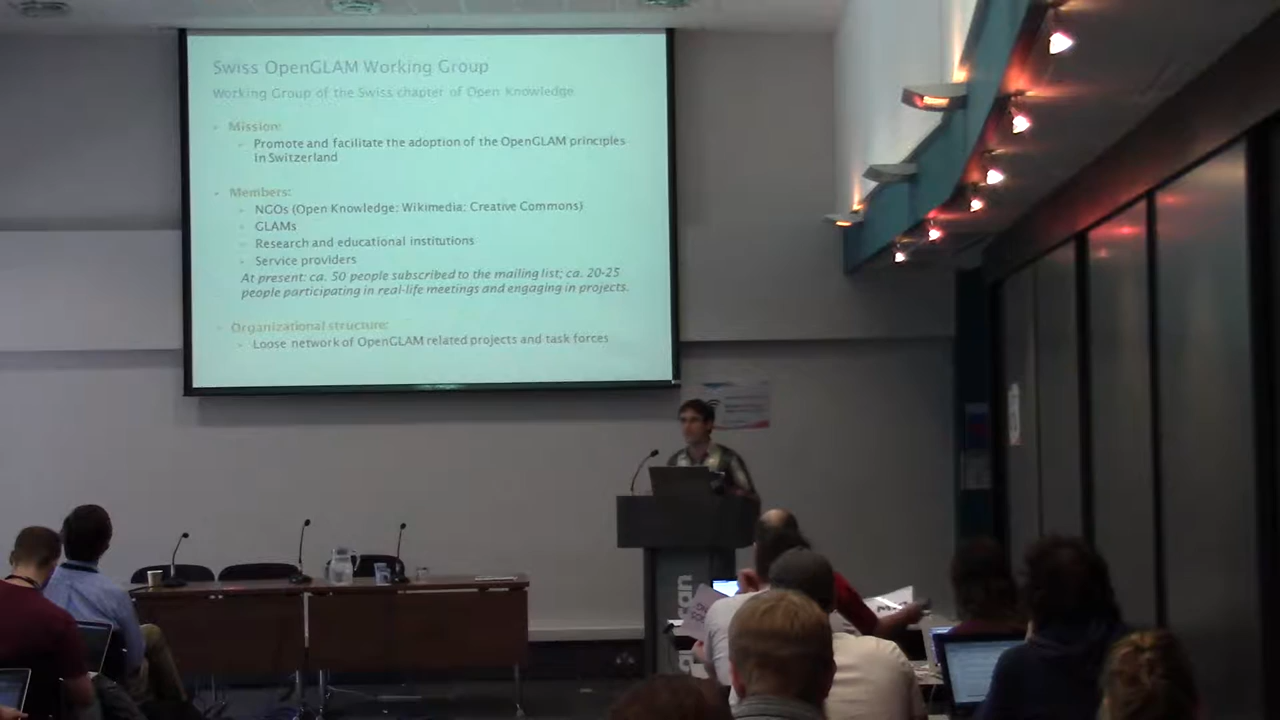 Swiss OpenGLAM Working Group
Working Group of the Swiss chapter of Open Knowledge
Mission:
Promote and facilitate the adoption of the OpenGLAM principles
in Switzerland
Members:
NGOs (Open Knowledge; Wikimedia; Creative Commons)
GLAMs
Research and educational institutions
Service providers
At present: ca. 50 people subscribed to the mailing list; ca. 20-25
people participating in real-life meetings and engaging in projects.
Organizational structure:
Loose network of OpenGLAM related projects and task forces